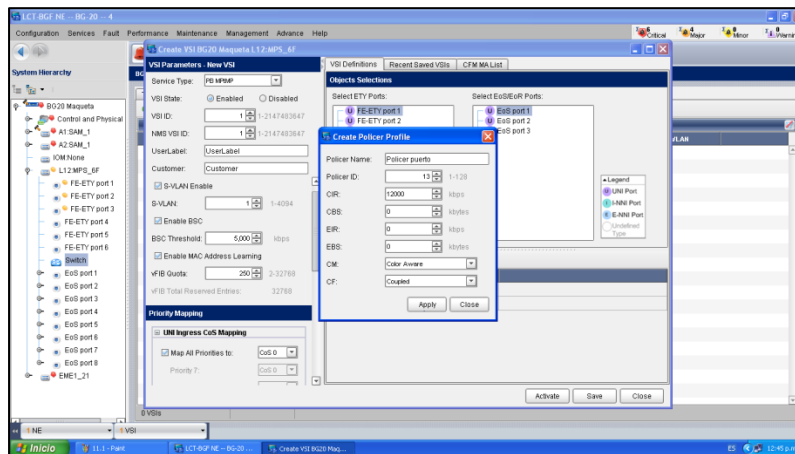 LCT-BGF NE -- BG-20 -- 4
Configuration Services Fault Performance Maintenance Management Advance Help
6 Critical 4 Major 0 Minor
System Hierarchy
BG20 Maqueta
Control and Physical
A1:SAM_1
A2:SAM_1
IOM:None
L12:MPS_6F
FE-ETY port 1
FE-ETY port 2
FE-ETY port 3
FE-ETY port 4
FE-ETY port 5
FE-ETY port 6
Switch
EoS port 1
EoS port 2
EoS port 3
EoS port 4
EoS port 5
EoS port 6
EoS port 7
EoS port 8
EME1_21
Create VSI BG20 Maqueta L12:MPS_6F
VSI Parameters - New VSI
Service Type: PB MPtMP
VSI State: Enabled Disabled
VSI ID: 1 1-2147483647
NMS VSI ID: 1 1-2147483647
UserLabel: UserLabel
Customer: Customer
S-VLAN Enable
S-VLAN: 1 1-4094
Enable BSC
BSC Threshold: 5,000 kbps
Enable MAC Address Learning
vFIB Quota: 250 2-32768
vFIB Total Reserved Entries: 32768
Priority Mapping
UNI Ingress CoS Mapping
Map All Priorities to: CoS 0
Priority 7: CoS 0
VSI Definitions Recent Saved VSIs CFM MA List
Objects Selections
Select ETY Ports: Select EoS/EoR Ports:
U FE-ETY port 1 U EoS port 1
U FE-ETY port 2 U EoS port 2
EoS port 3
Legend
U UNI Port
I I-NNI Port
E E-NNI Port
Undefined Type
VLAN
Create Policer Profile
Policer Name: Policer puerto
Policer ID: 13 1-128
CIR: 12000 kbps
CBS: 0 kbytes
EIR: 0 kbps
EBS: 0 kbytes
CM: Color Aware
CF: Coupled
Apply Close
Activate Save Close
0 VSIs
NE VSI
Inicio 11.1 - Paint LCT-BGF NE -- BG-20 ... Create VSI BG20 Maq... ES 12:45 p.m.